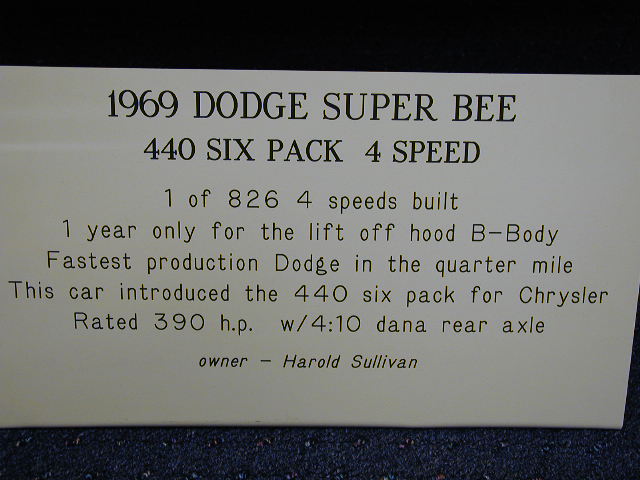 1969 DODGE SUPER BEE
440 SIX PACK 4 SPEED
1 of 826 4 speeds built
1 year only for the lift off hood B-Body
Fastest production Dodge in the quarter mile
This car introduced the 440 six pack for Chrysler
Rated 390 h.p. w/4:10 dana rear axle
owner - Harold Sullivan